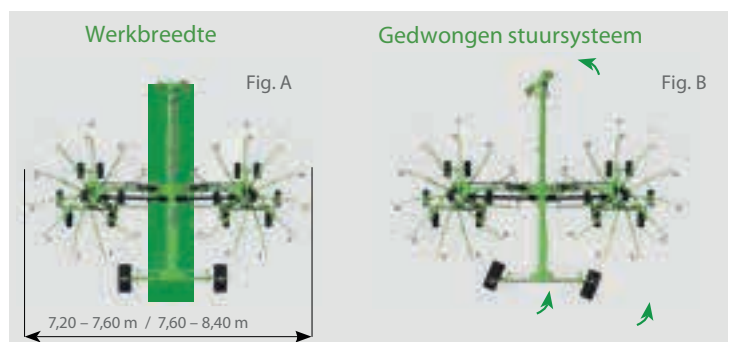 Werkbreedte
Gedwongen stuursysteem
Fig. A
Fig. B
7,20 – 7,60 m / 7,60 – 8,40 m